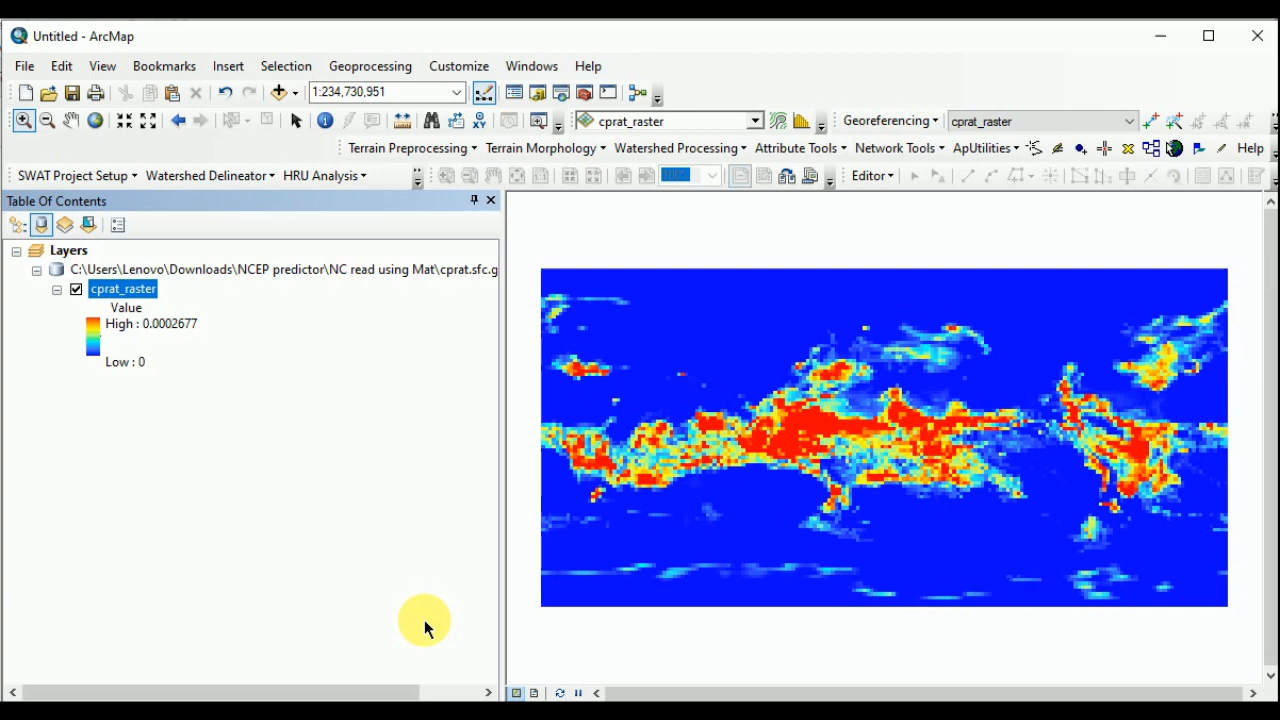 Untitled - ArcMap
File Edit View Bookmarks Insert Selection Geoprocessing Customize Windows Help
1:234,730,951
cprat_raster Georeferencing cprat_raster
Terrain Preprocessing Terrain Morphology Watershed Processing Attribute Tools Network Tools ApUtilities Help
SWAT Project Setup Watershed Delineator HRU Analysis 100% Editor
Table Of Contents
Layers
C:\Users\Lenovo\Downloads\NCEP predictor\NC read using Mat\cprat.sfc.g
cprat_raster
Value
High : 0.0002677
Low : 0